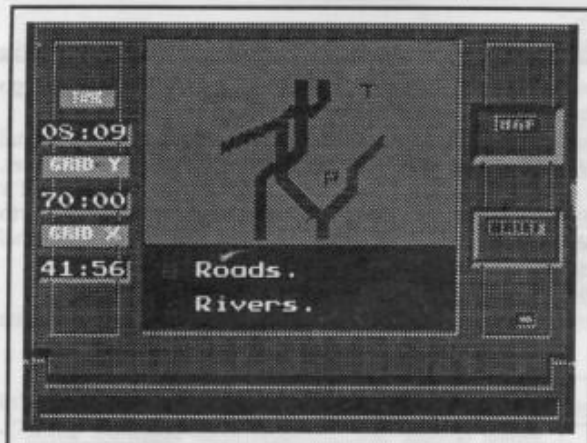 TIME
08:09
GRID Y
70:00
GRID X
41:56
T
P
Roads.
Rivers.
MAP